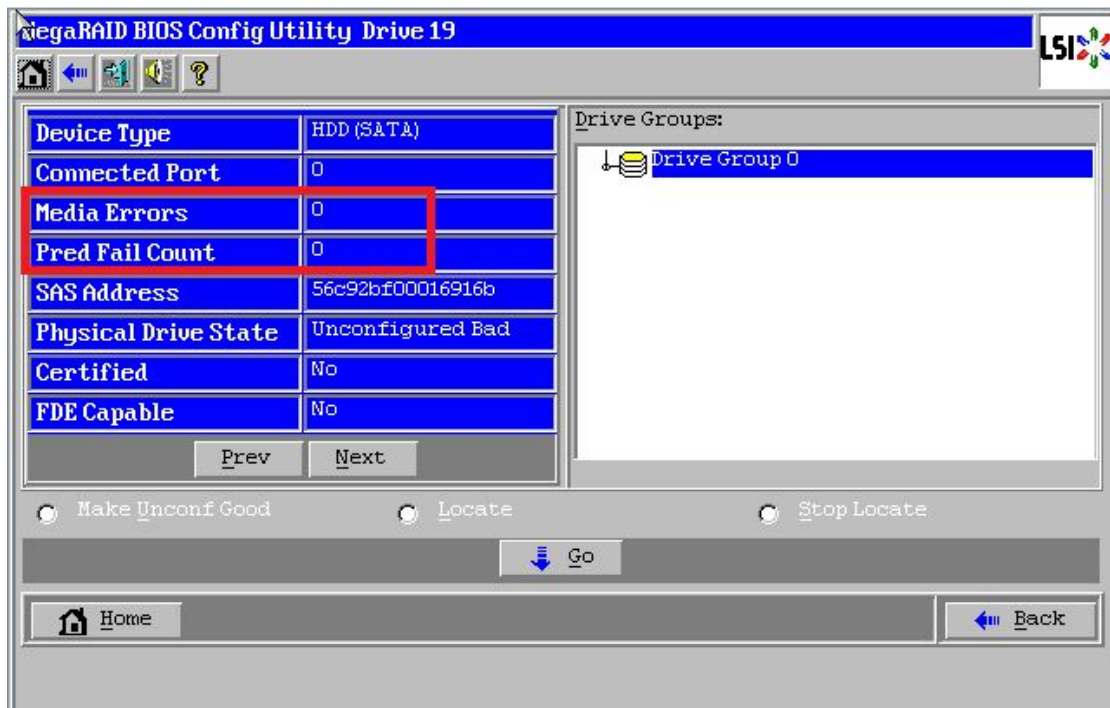 MegaRAID BIOS Config Utility Drive 19
LSI
Device Type HDD (SATA)
Connected Port 0
Media Errors 0
Pred Fail Count 0
SAS Address 56c92bf00016916b
Physical Drive State Unconfigured Bad
Certified No
FDE Capable No
Prev Next
Drive Groups:
Drive Group 0
Make Unconf Good Locate Stop Locate
Go
Home Back